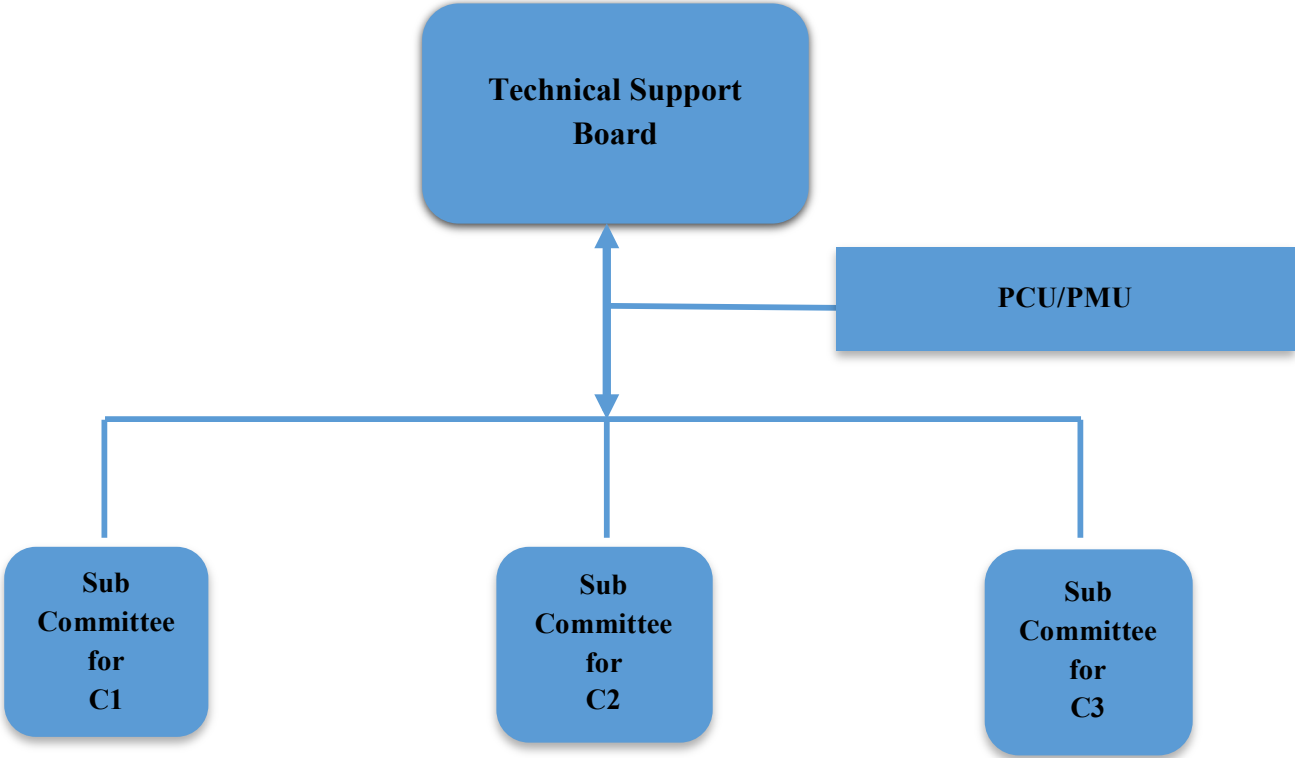 Technical Support
Board
PCU/PMU
Sub
Committee
for
C1
Sub
Committee
for
C2
Sub
Committee
for
C3